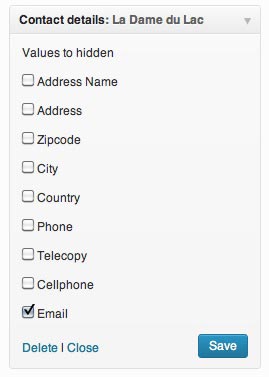 Contact details: La Dame du Lac
Values to hidden
Address Name
Address
Zipcode
City
Country
Phone
Telecopy
Cellphone
Email
Delete | Close
Save